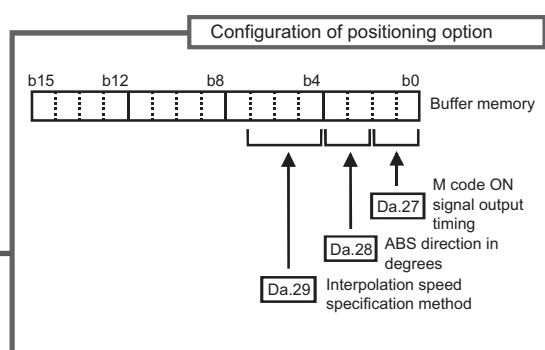 Configuration of positioning option
b15 b12 b8 b4 b0
Buffer memory
Da.27
M code ON
signal output
timing
Da.28
ABS direction in
degrees
Da.29
Interpolation speed
specification method